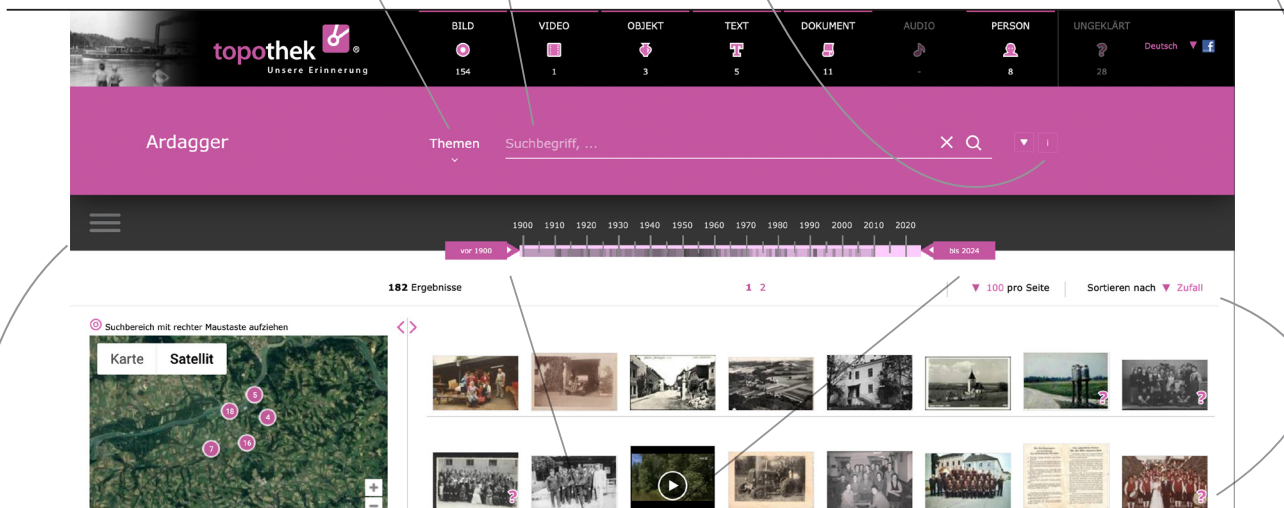 topothek ®
Unsere Erinnerung
BILD
154
VIDEO
1
OBJEKT
3
TEXT
T
5
DOKUMENT
11
AUDIO
-
PERSON
8
UNGEKLÄRT
?
28
Deutsch ▼ f
Ardagger
Themen
Suchbegriff, ...
i
1900 1910 1920 1930 1940 1950 1960 1970 1980 1990 2000 2010 2020
vor 1900
bis 2024
182 Ergebnisse
1 2
▼ 100 pro Seite
Sortieren nach ▼ Zufall
Suchbereich mit rechter Maustaste aufziehen
Karte Satellit
5
18
4
7
16
+
−
?
?
?
?